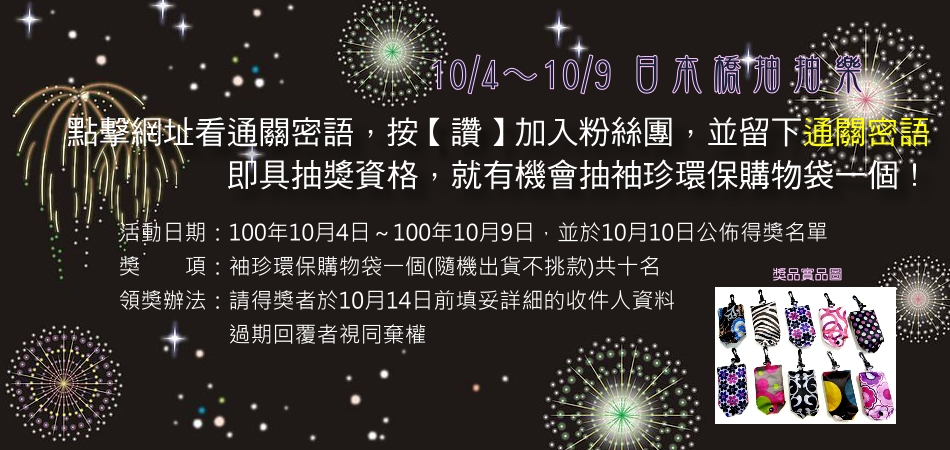 10/4～10/9 日本橋抽抽樂
點擊網址看通關密語，按【讚】加入粉絲團，並留下通關密語
即具抽獎資格，就有機會抽袖珍環保購物袋一個！
活動日期：100年10月4日～100年10月9日，並於10月10日公佈得獎名單
獎　　項：袖珍環保購物袋一個(隨機出貨不挑款)共十名
領獎辦法：請得獎者於10月14日前填妥詳細的收件人資料
過期回覆者視同棄權
獎品實品圖